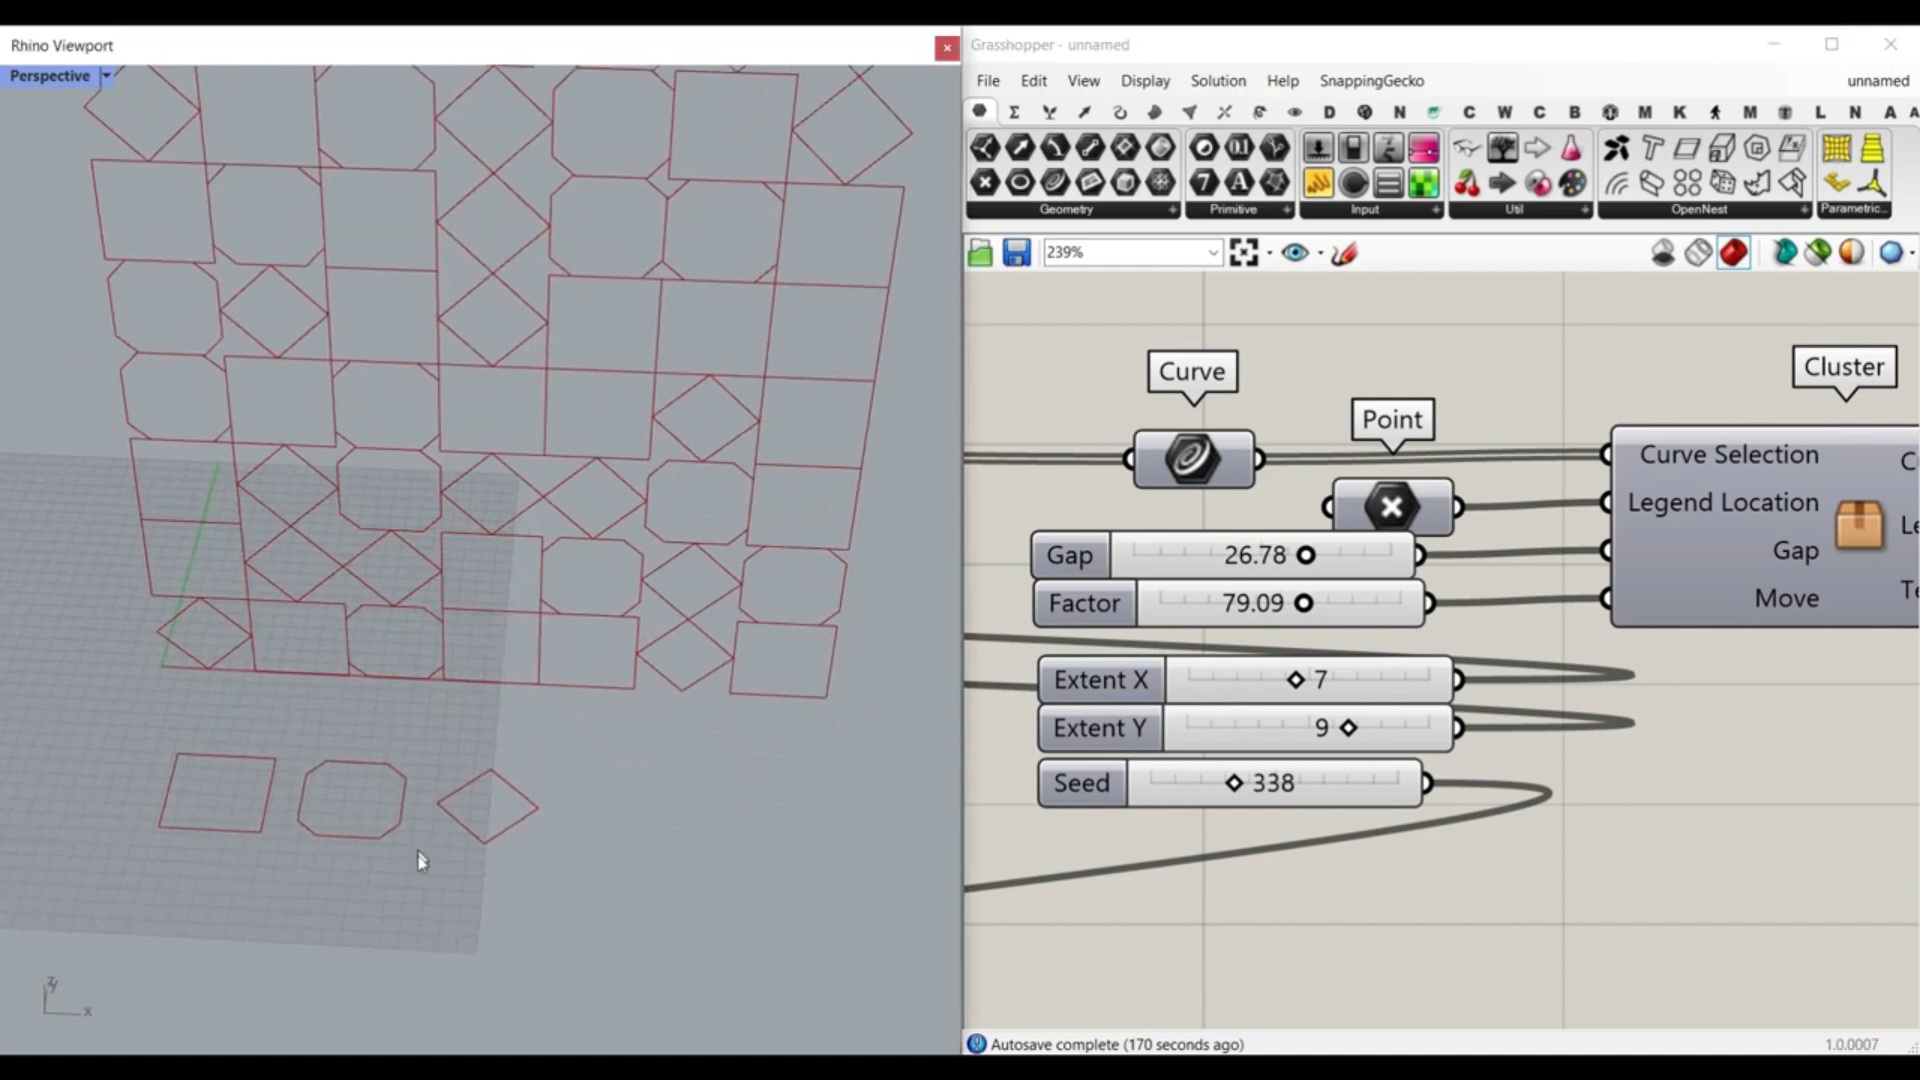 Rhino Viewport
Perspective
x
Grasshopper - unnamed
File Edit View Display Solution Help SnappingGecko unnamed
D N C W C B M K M L N A A
Geometry Primitive Input Util OpenNest Parametric...
239%
Curve
Cluster
Point
Curve Selection
Legend Location
Gap
Move
Gap 26.78
Factor 79.09
Extent X 7
Extent Y 9
Seed 338
Autosave complete (170 seconds ago)
1.0.0007